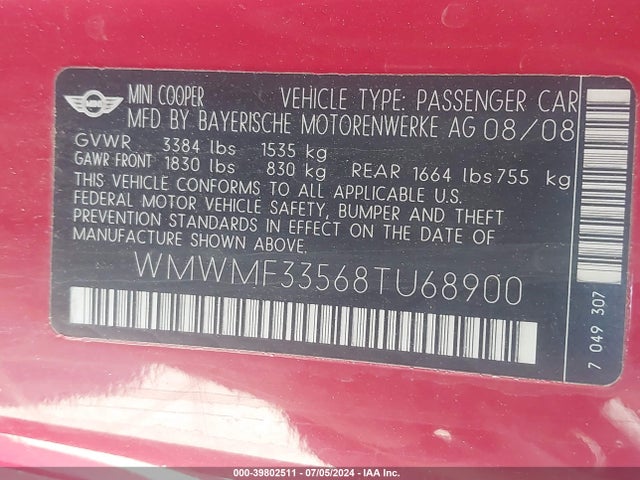 MINI
MINI COOPER VEHICLE TYPE: PASSENGER CAR
MFD BY BAYERISCHE MOTORENWERKE AG 08/08
GVWR 3384 lbs 1535 kg
GAWR FRONT 1830 lbs 830 kg REAR 1664 lbs 755 kg
THIS VEHICLE CONFORMS TO ALL APPLICABLE U.S.
FEDERAL MOTOR VEHICLE SAFETY, BUMPER AND THEFT
PREVENTION STANDARDS IN EFFECT ON THE DATE OF
MANUFACTURE SHOWN ABOVE.
WMWMF33568TU68900
7 049 307
000-39802511 - 07/05/2024 - IAA Inc.